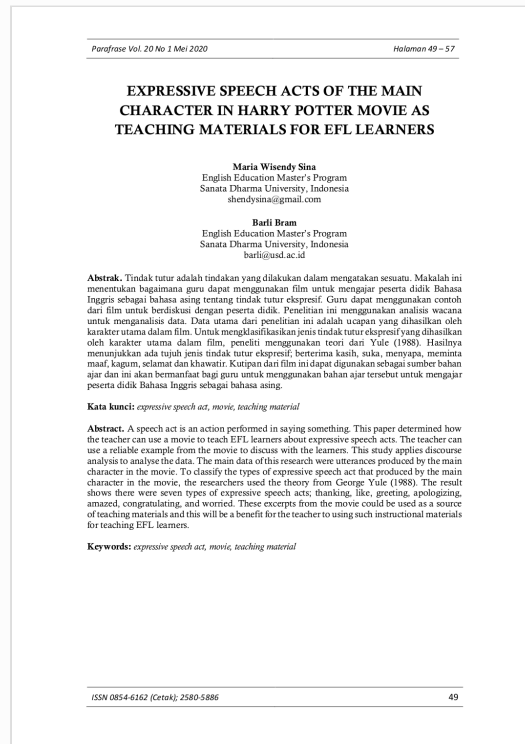 Parafrase Vol. 20 No 1 Mei 2020 Halaman 49 – 57
EXPRESSIVE SPEECH ACTS OF THE MAIN
CHARACTER IN HARRY POTTER MOVIE AS
TEACHING MATERIALS FOR EFL LEARNERS
Maria Wisendy Sina
English Education Master's Program
Sanata Dharma University, Indonesia
shendysina@gmail.com
Barli Bram
English Education Master's Program
Sanata Dharma University, Indonesia
barli@usd.ac.id
Abstrak. Tindak tutur adalah tindakan yang dilakukan dalam mengatakan sesuatu. Makalah ini
menentukan bagaimana guru dapat menggunakan film untuk mengajar peserta didik Bahasa
Inggris sebagai bahasa asing tentang tindak tutur ekspresif. Guru dapat menggunakan contoh
dari film untuk berdiskusi dengan peserta didik. Penelitian ini menggunakan analisis wacana
untuk menganalisis data. Data utama dari penelitian ini adalah ucapan yang dihasilkan oleh
karakter utama dalam film. Untuk mengklasifikasikan jenis tindak tutur ekspresif yang dihasilkan
oleh karakter utama dalam film, peneliti menggunakan teori dari Yule (1988). Hasilnya
menunjukkan ada tujuh jenis tindak tutur ekspresif; berterima kasih, suka, menyapa, meminta
maaf, kagum, selamat dan khawatir. Kutipan dari film ini dapat digunakan sebagai sumber bahan
ajar dan ini akan bermanfaat bagi guru untuk menggunakan bahan ajar tersebut untuk mengajar
peserta didik Bahasa Inggris sebagai bahasa asing.
Kata kunci: expressive speech act, movie, teaching material
Abstract. A speech act is an action performed in saying something. This paper determined how
the teacher can use a movie to teach EFL learners about expressive speech acts. The teacher can
use a reliable example from the movie to discuss with the learners. This study applies discourse
analysis to analyse the data. The main data of this research were utterances produced by the main
character in the movie. To classify the types of expressive speech act that produced by the main
character in the movie, the researchers used the theory from George Yule (1988). The result
shows there were seven types of expressive speech acts; thanking, like, greeting, apologizing,
amazed, congratulating, and worried. These excerpts from the movie could be used as a source
of teaching materials and this will be a benefit for the teacher to using such instructional materials
for teaching EFL learners.
Keywords: expressive speech act, movie, teaching material
ISSN 0854-6162 (Cetak); 2580-5886 49